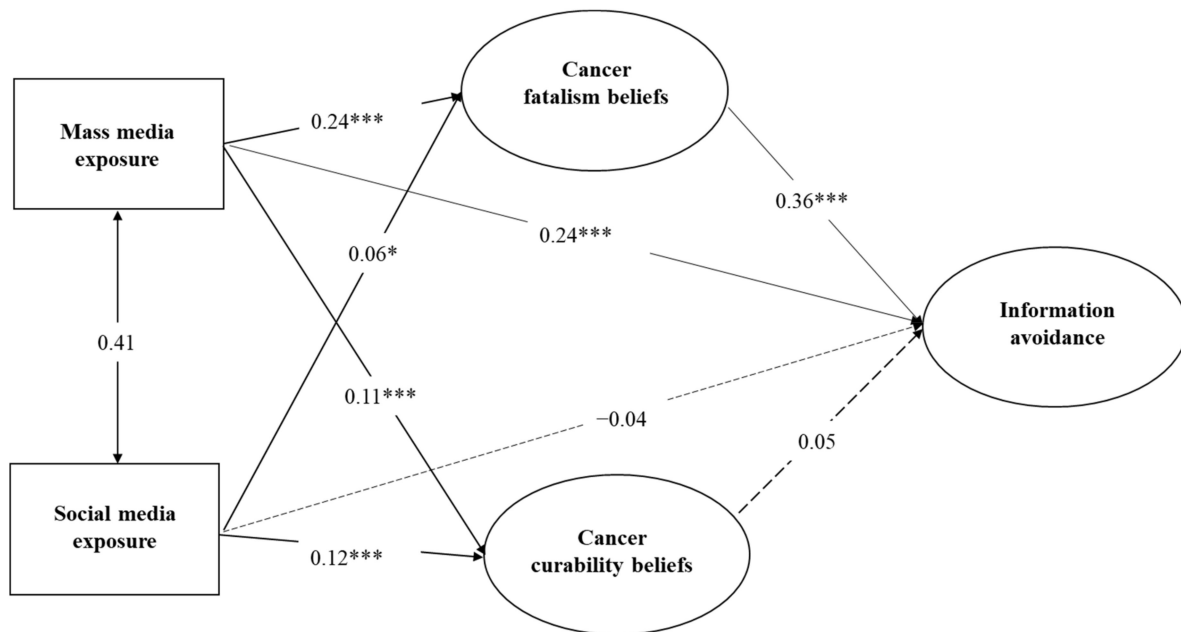 Cancer
fatalism beliefs
Mass media
exposure
0.24***
0.36***
0.24***
0.06*
Information
avoidance
0.41
0.11***
−0.04
0.05
Social media
exposure
0.12***
Cancer
curability beliefs